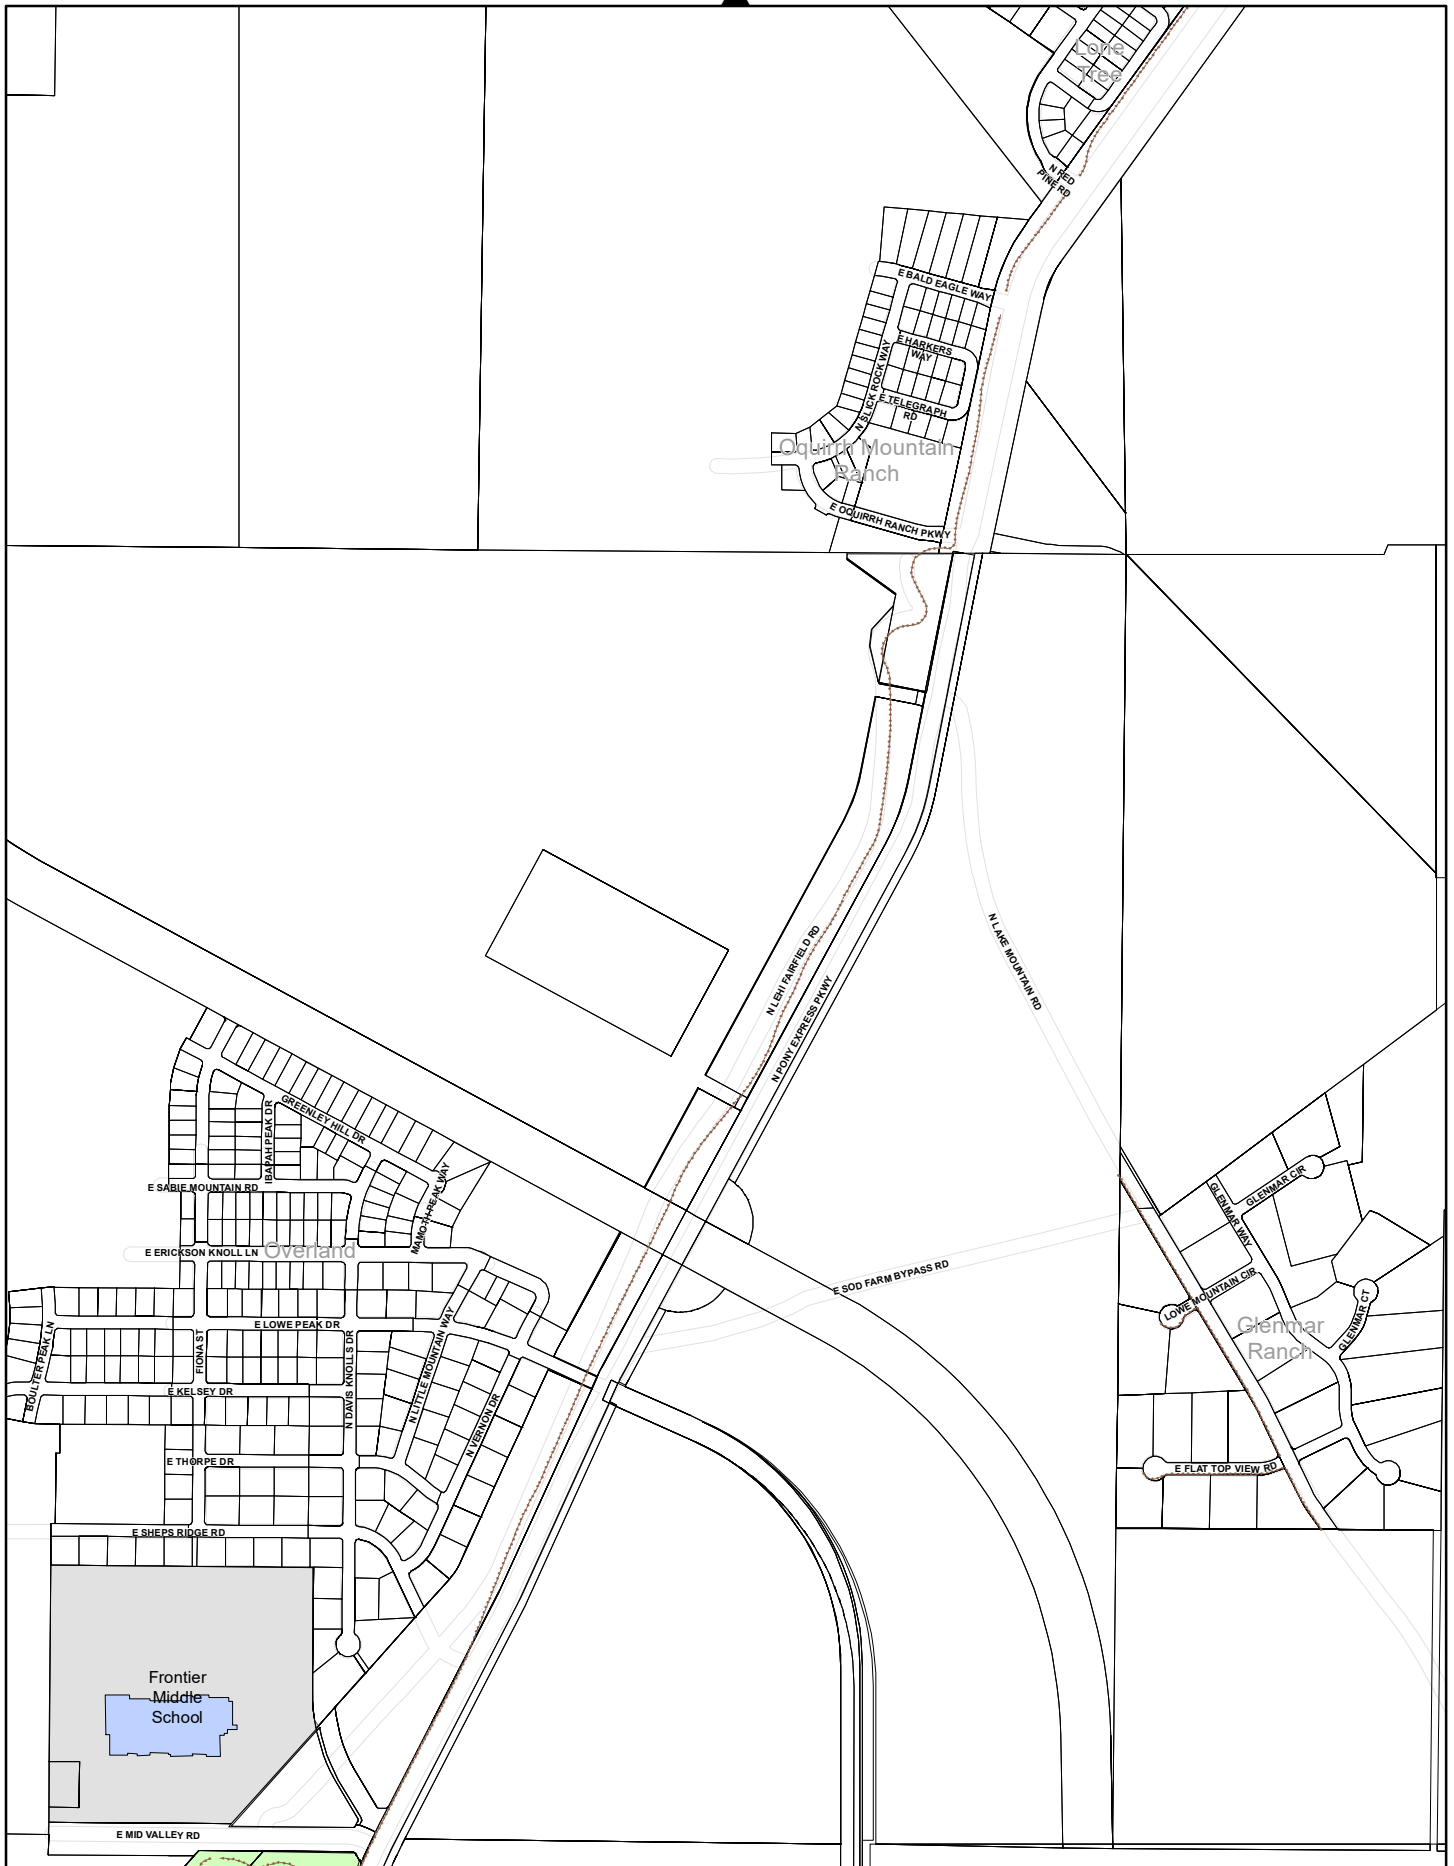 Lone
Tree
N RED
PINE RD
E BALD EAGLE WAY
E HARKERS
WAY
N SLICK ROCK WAY
E TELEGRAPH
RD
Oquirrh Mountain
Ranch
E OQUIRRH RANCH PKWY
N LEHI FAIRFIELD RD
N PONY EXPRESS PKWY
N LAKE MOUNTAIN RD
GREENLEY HILL DR
IBAPAH PEAK DR
MAMOTH PEAK WAY
E SABIE MOUNTAIN RD
E ERICKSON KNOLL LN
Overland
GLENMAR CIR
GLENMAR WAY
E SOD FARM BYPASS RD
LOWE MOUNTAIN CIR
Glenmar
Ranch
GLENMAR CT
E LOWE PEAK DR
BOULTER PEAK LN
FIONA ST
N DAVIS KNOLLS DR
N LITTLE MOUNTAIN WAY
E KELSEY DR
N VERNON DR
E THORPE DR
E FLAT TOP VIEW RD
E SHEPS RIDGE RD
Frontier
Middle
School
E MID VALLEY RD